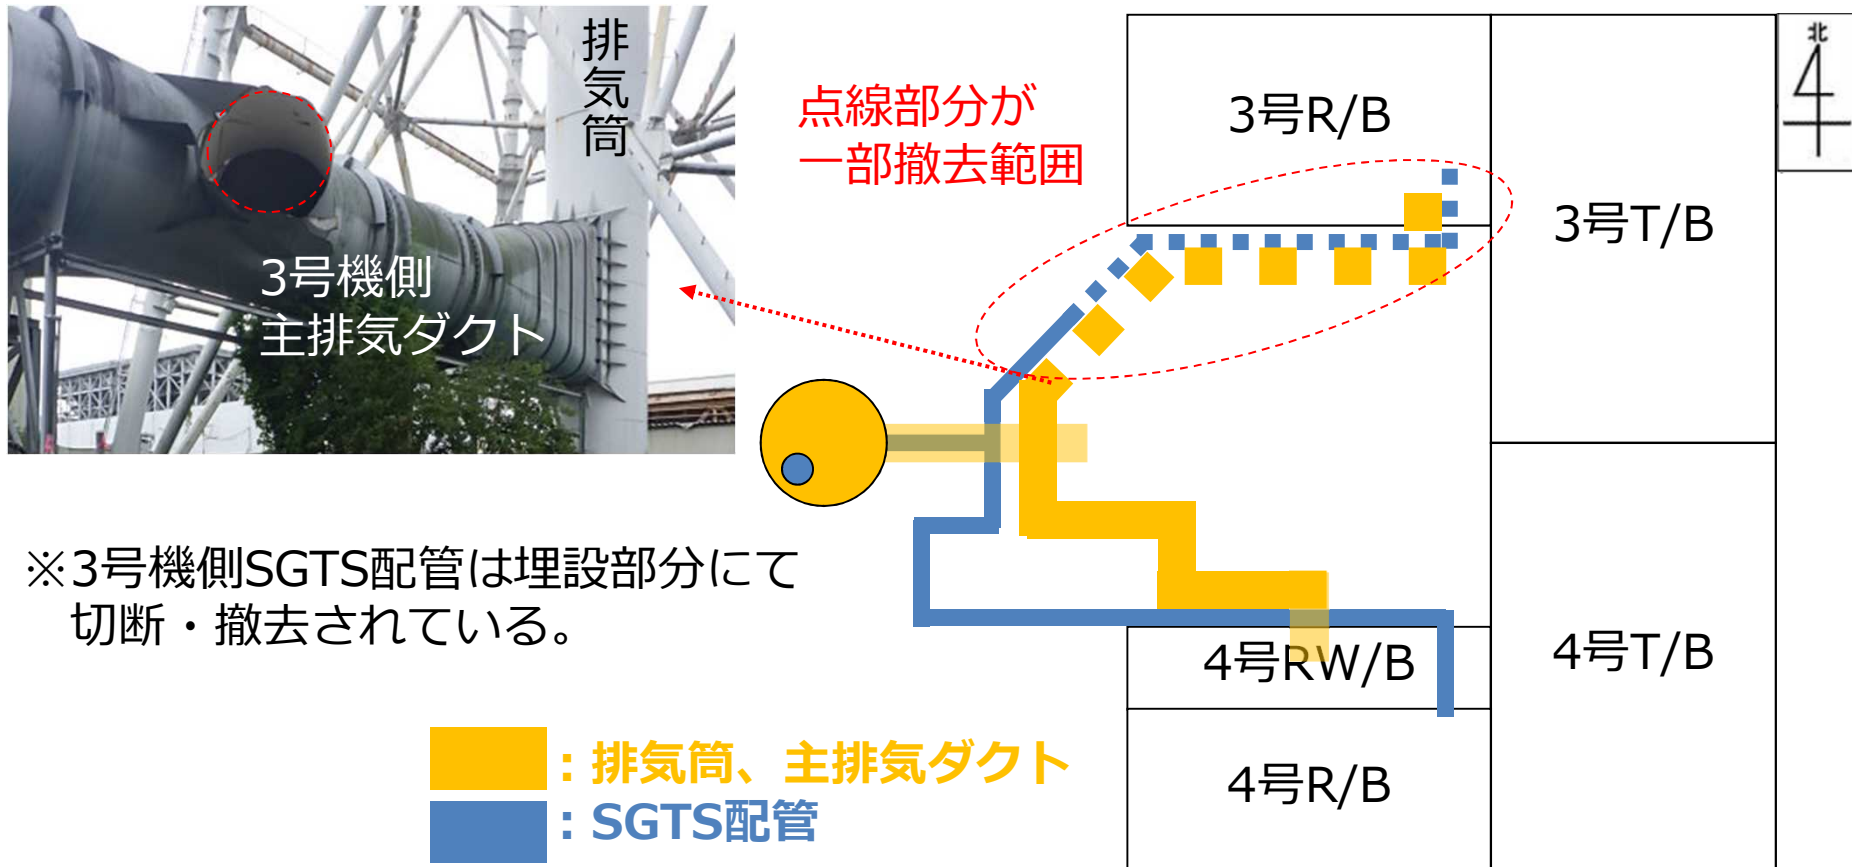 排気筒
3号機側
主排気ダクト
点線部分が
一部撤去範囲
3号R/B
北
3号T/B
※3号機側SGTS配管は埋設部分にて
切断・撤去されている。
4号RW/B
4号T/B
4号R/B
：排気筒、主排気ダクト
：SGTS配管